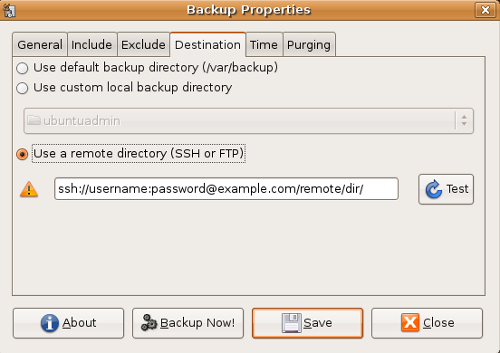 Backup Properties
General Include Exclude Destination Time Purging
Use default backup directory (/var/backup)
Use custom local backup directory
ubuntuadmin
Use a remote directory (SSH or FTP)
ssh://username:password@example.com/remote/dir/ Test
About Backup Now! Save Close